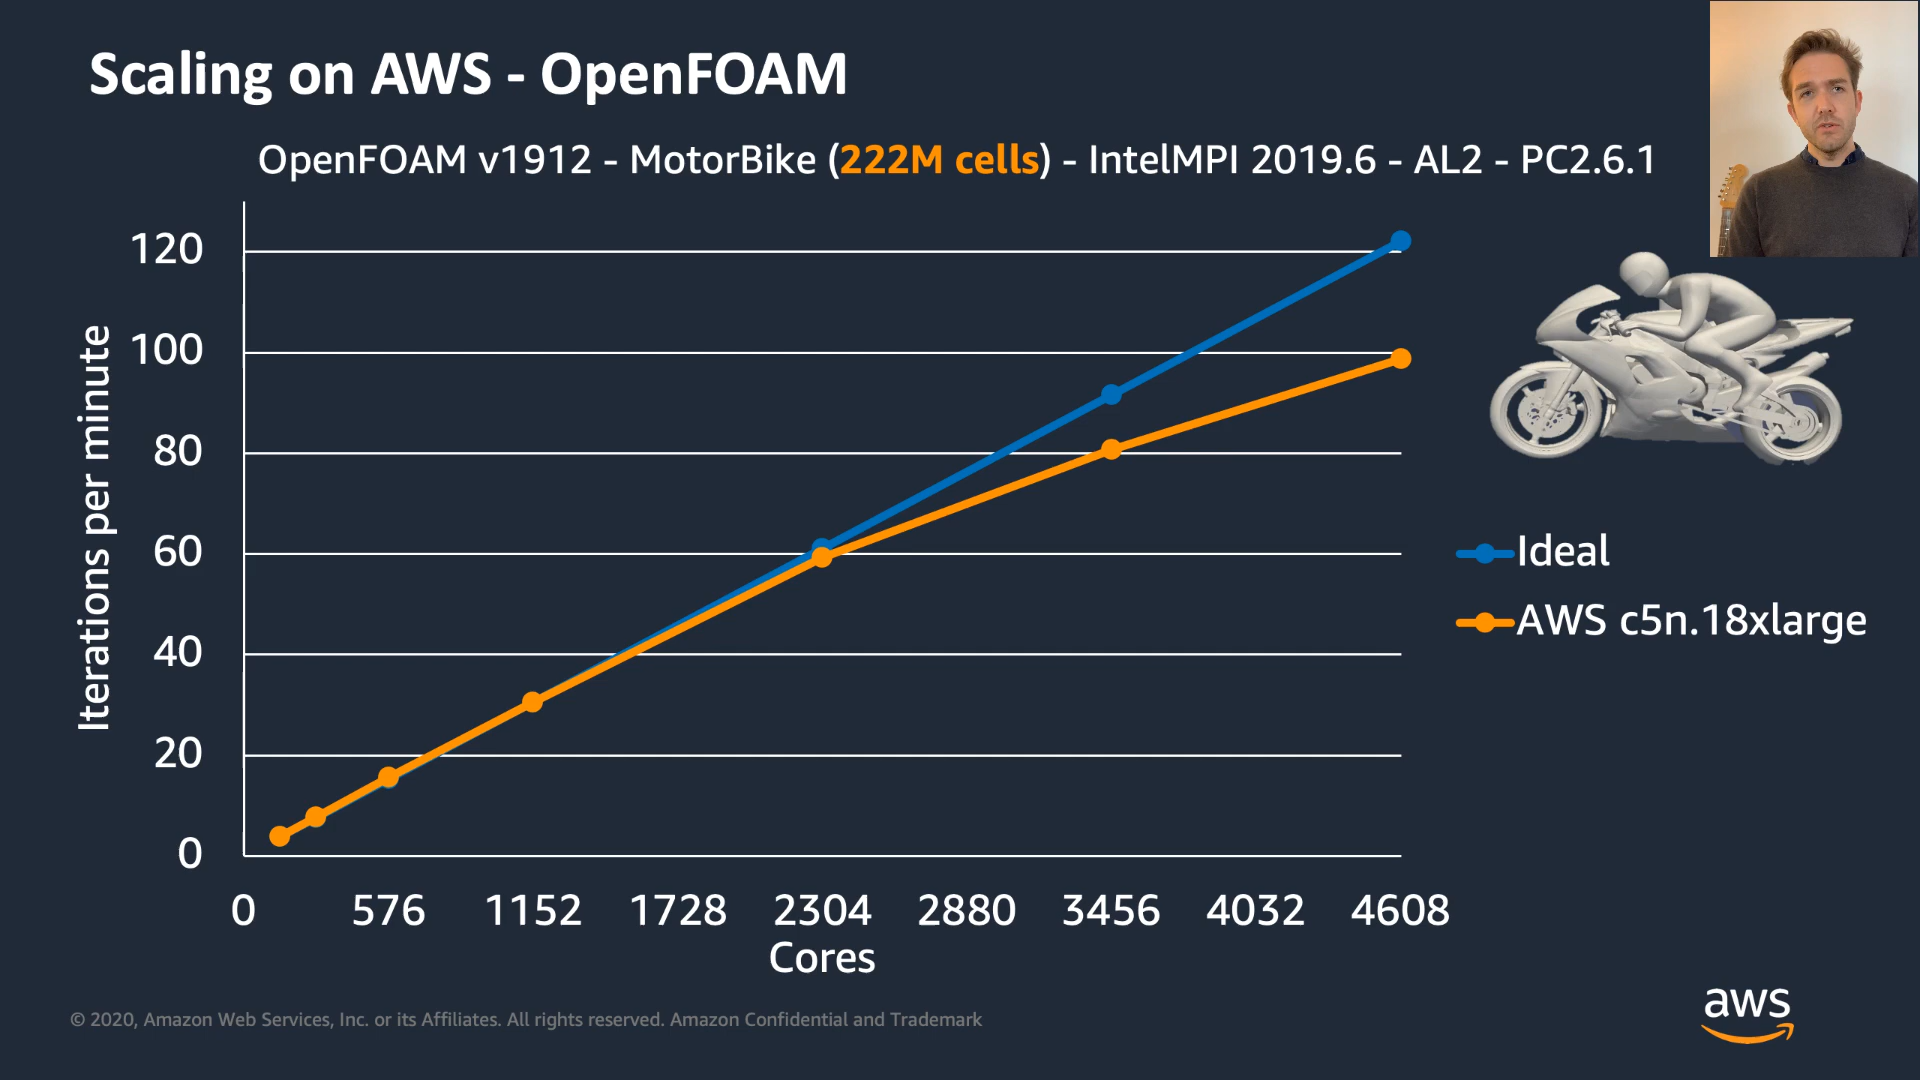 Scaling on AWS - OpenFOAM
OpenFOAM v1912 - MotorBike (222M cells) - IntelMPI 2019.6 - AL2 - PC2.6.1
Iterations per minute
120
100
80
60
40
20
0
0 576 1152 1728 2304 2880 3456 4032 4608
Cores
Ideal
AWS c5n.18xlarge
© 2020, Amazon Web Services, Inc. or its Affiliates. All rights reserved. Amazon Confidential and Trademark
aws